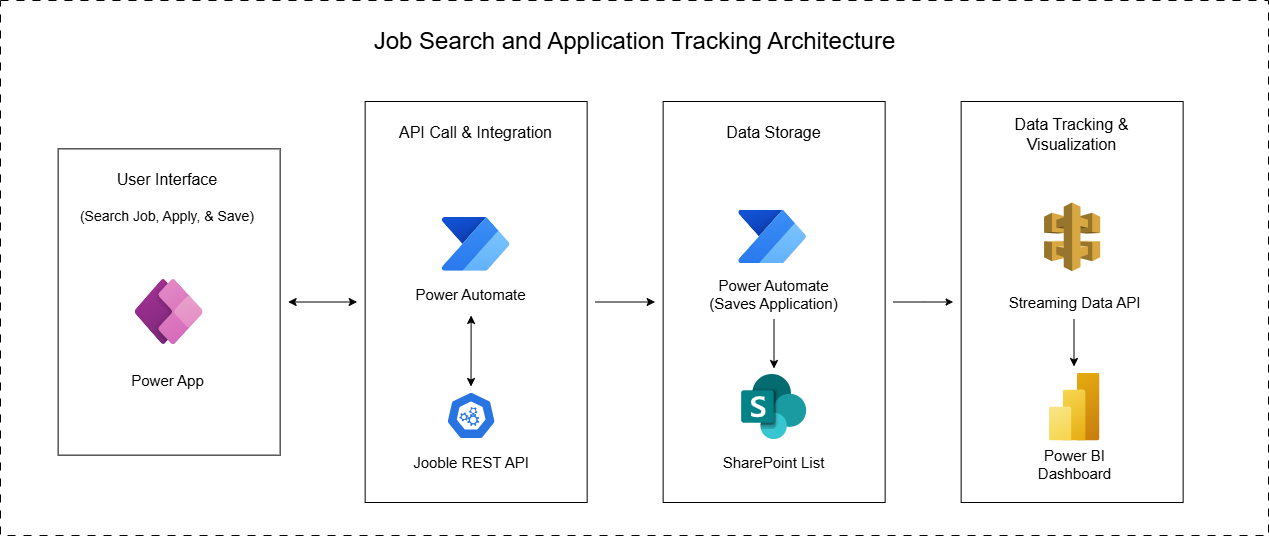 Job Search and Application Tracking Architecture
User Interface
(Search Job, Apply, & Save)
Power App
API Call & Integration
Power Automate
Jooble REST API
Data Storage
Power Automate
(Saves Application)
S
SharePoint List
Data Tracking &
Visualization
Streaming Data API
Power BI
Dashboard